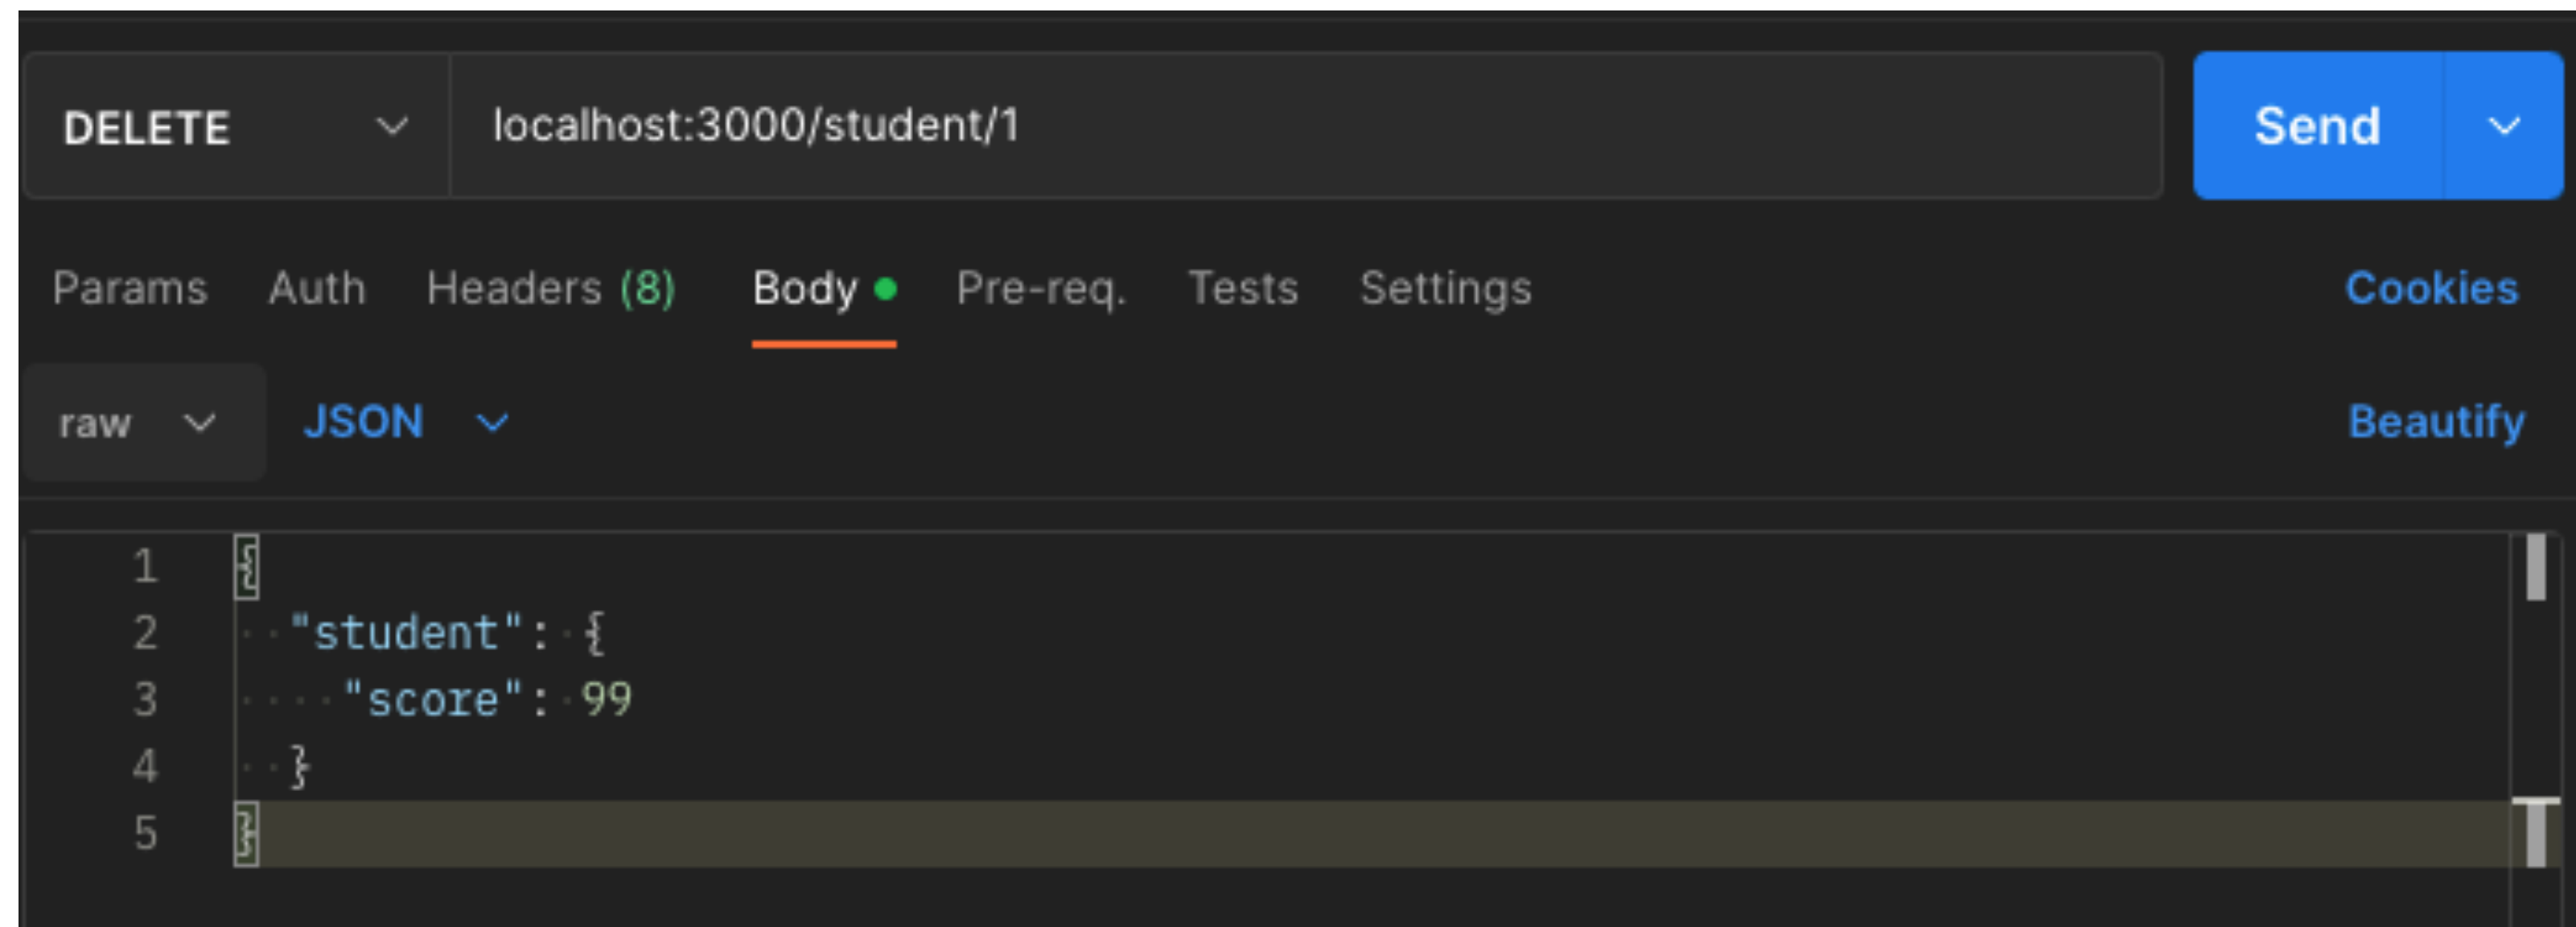 DELETE localhost:3000/student/1 Send
Params Auth Headers (8) Body Pre-req. Tests Settings Cookies
raw JSON Beautify
1 {
2 "student": {
3 "score": 99
4 }
5 }